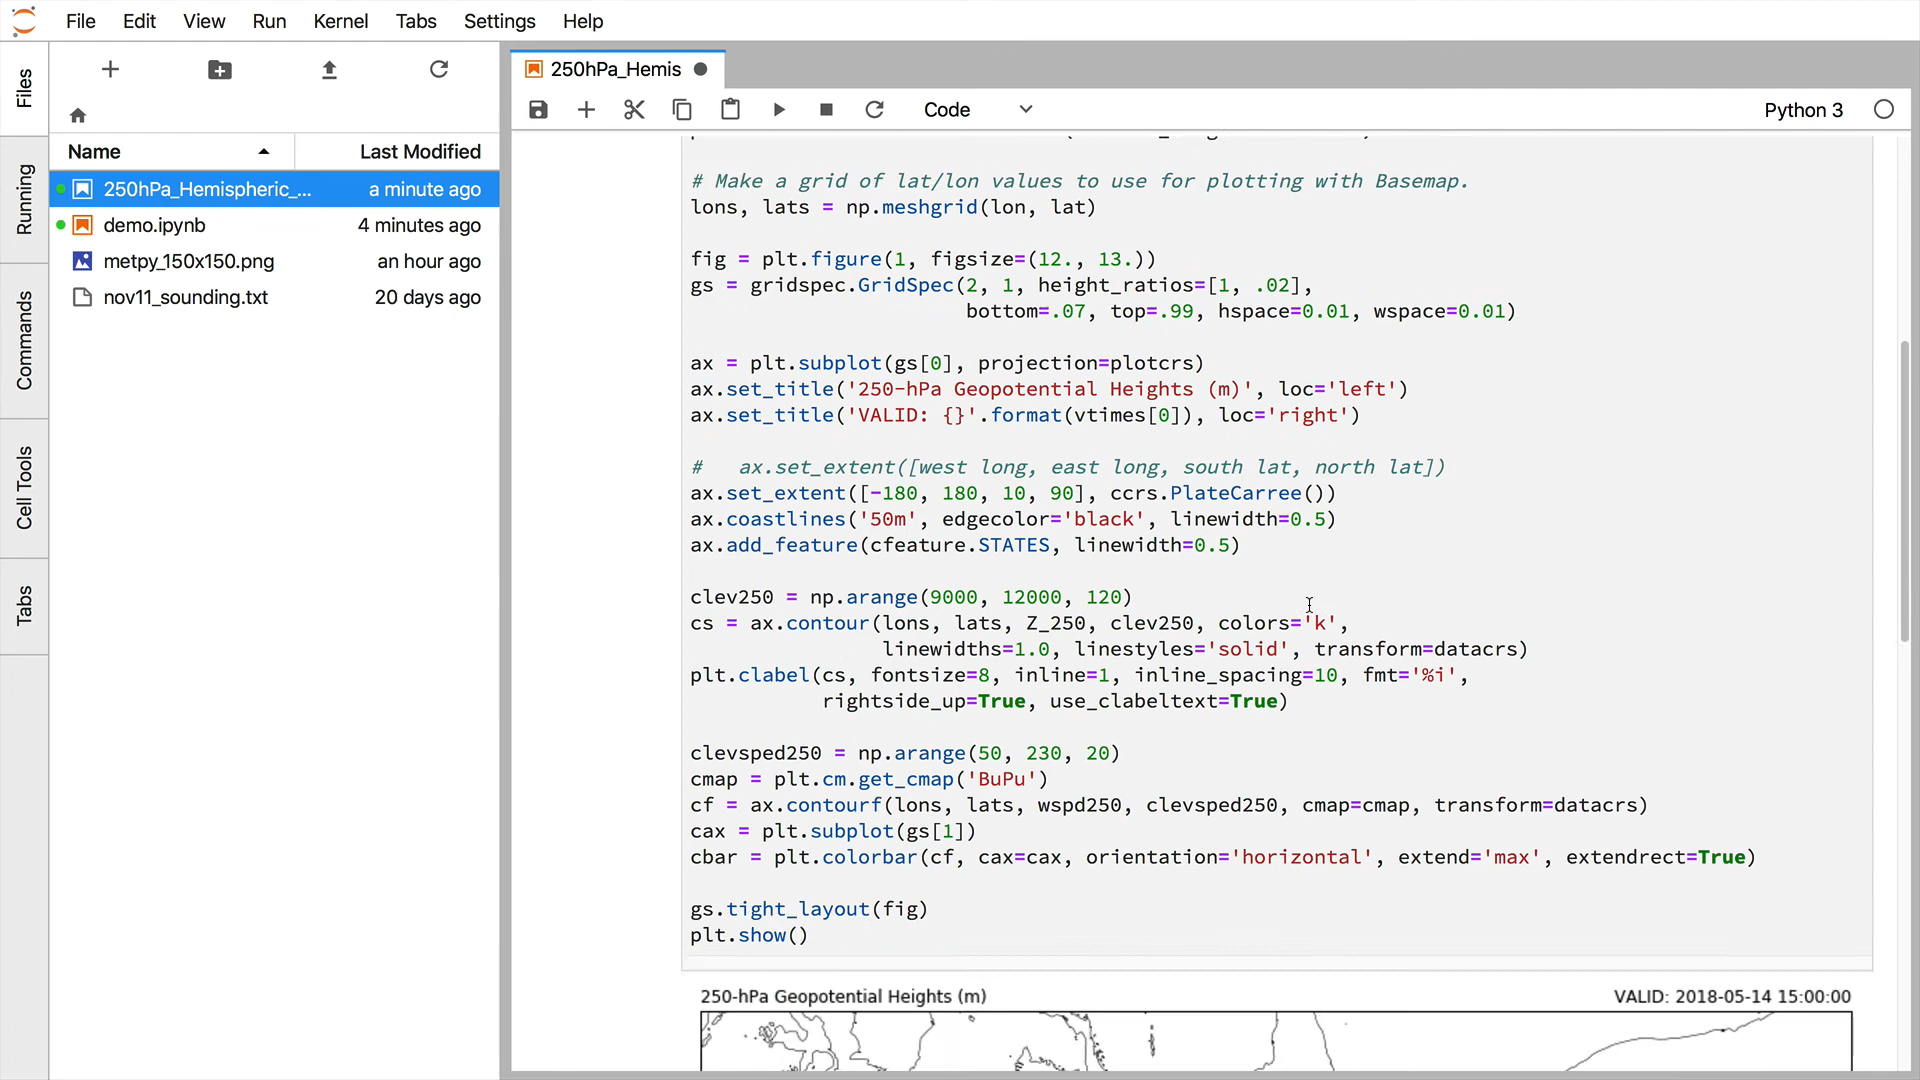 File Edit View Run Kernel Tabs Settings Help
Files
Running
Commands
Cell Tools
Tabs
Name Last Modified
250hPa_Hemispheric_... a minute ago
demo.ipynb 4 minutes ago
metpy_150x150.png an hour ago
nov11_sounding.txt 20 days ago
250hPa_Hemis
Code Python 3
# Make a grid of lat/lon values to use for plotting with Basemap.
lons, lats = np.meshgrid(lon, lat)
fig = plt.figure(1, figsize=(12., 13.))
gs = gridspec.GridSpec(2, 1, height_ratios=[1, .02],
bottom=.07, top=.99, hspace=0.01, wspace=0.01)
ax = plt.subplot(gs[0], projection=plotcrs)
ax.set_title('250-hPa Geopotential Heights (m)', loc='left')
ax.set_title('VALID: {}'.format(vtimes[0]), loc='right')
#   ax.set_extent([west long, east long, south lat, north lat])
ax.set_extent([-180, 180, 10, 90], ccrs.PlateCarree())
ax.coastlines('50m', edgecolor='black', linewidth=0.5)
ax.add_feature(cfeature.STATES, linewidth=0.5)
clev250 = np.arange(9000, 12000, 120)
cs = ax.contour(lons, lats, Z_250, clev250, colors='k',
linewidths=1.0, linestyles='solid', transform=datacrs)
plt.clabel(cs, fontsize=8, inline=1, inline_spacing=10, fmt='%i',
rightside_up=True, use_clabeltext=True)
clevsped250 = np.arange(50, 230, 20)
cmap = plt.cm.get_cmap('BuPu')
cf = ax.contourf(lons, lats, wspd250, clevsped250, cmap=cmap, transform=datacrs)
cax = plt.subplot(gs[1])
cbar = plt.colorbar(cf, cax=cax, orientation='horizontal', extend='max', extendrect=True)
gs.tight_layout(fig)
plt.show()
250-hPa Geopotential Heights (m) VALID: 2018-05-14 15:00:00